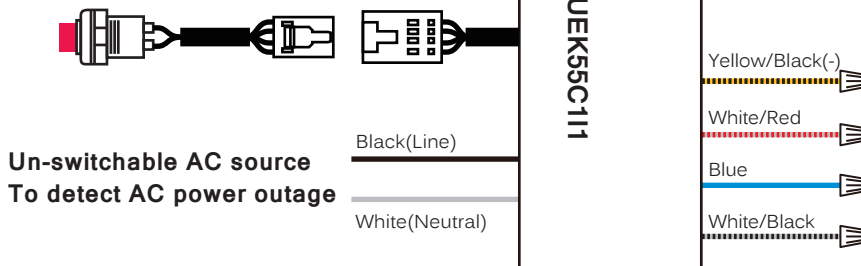 UEK55C1I1
Yellow/Black(-)
White/Red
Blue
White/Black
Black(Line)
Un-switchable AC source
To detect AC power outage
White(Neutral)